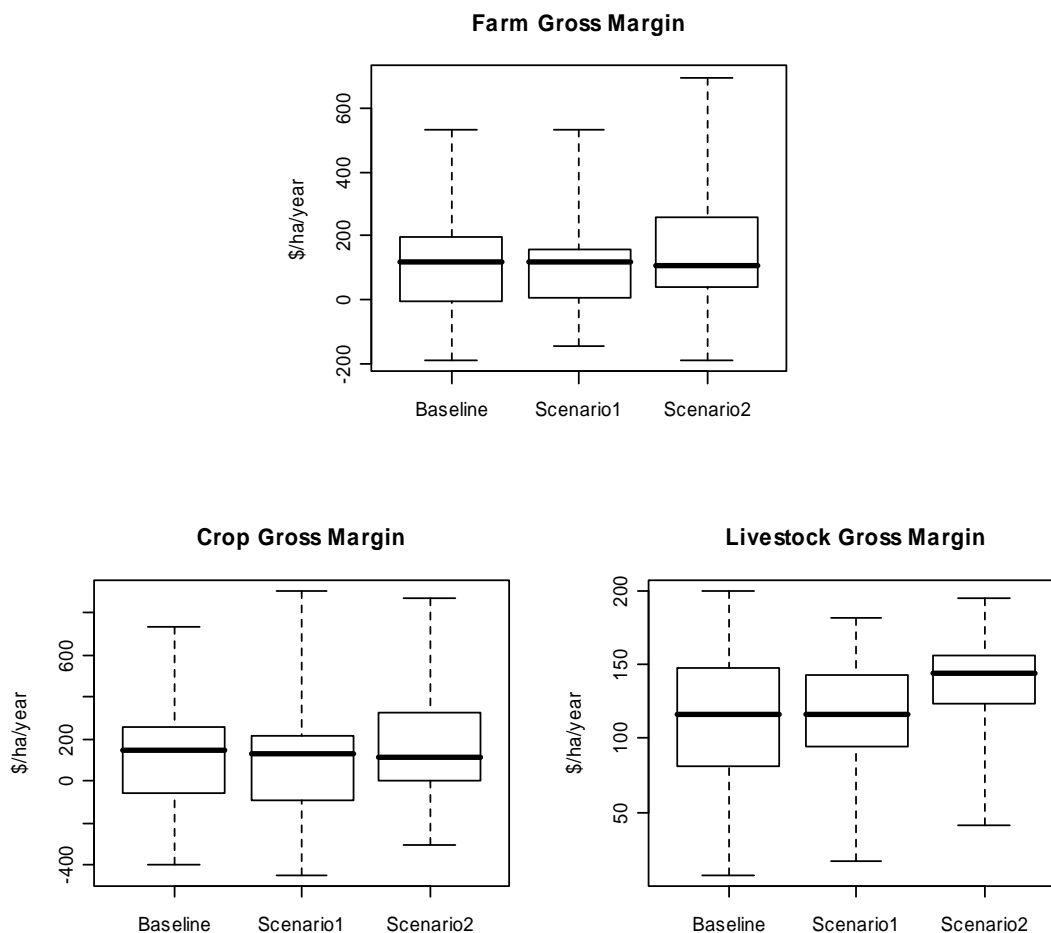 Farm Gross Margin
$/ha/year
600
400
200
0
-200
Baseline Scenario1 Scenario2
Crop Gross Margin
$/ha/year
600
200
0
-400
Baseline Scenario1 Scenario2
Livestock Gross Margin
$/ha/year
200
150
100
50
Baseline Scenario1 Scenario2